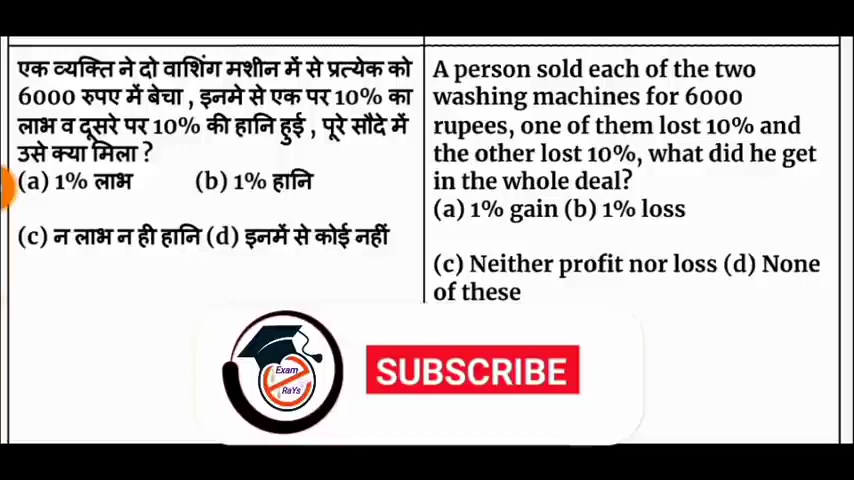 एक व्यक्ति ने दो वाशिंग मशीन में से प्रत्येक को
6000 रुपए में बेचा , इनमे से एक पर 10% का
लाभ व दूसरे पर 10% की हानि हुई , पूरे सौदे में
उसे क्या मिला ?
(a) 1% लाभ (b) 1% हानि
(c) न लाभ न ही हानि (d) इनमें से कोई नहीं
A person sold each of the two
washing machines for 6000
rupees, one of them lost 10% and
the other lost 10%, what did he get
in the whole deal?
(a) 1% gain (b) 1% loss
(c) Neither profit nor loss (d) None
of these
Exam
RaYs
SUBSCRIBE